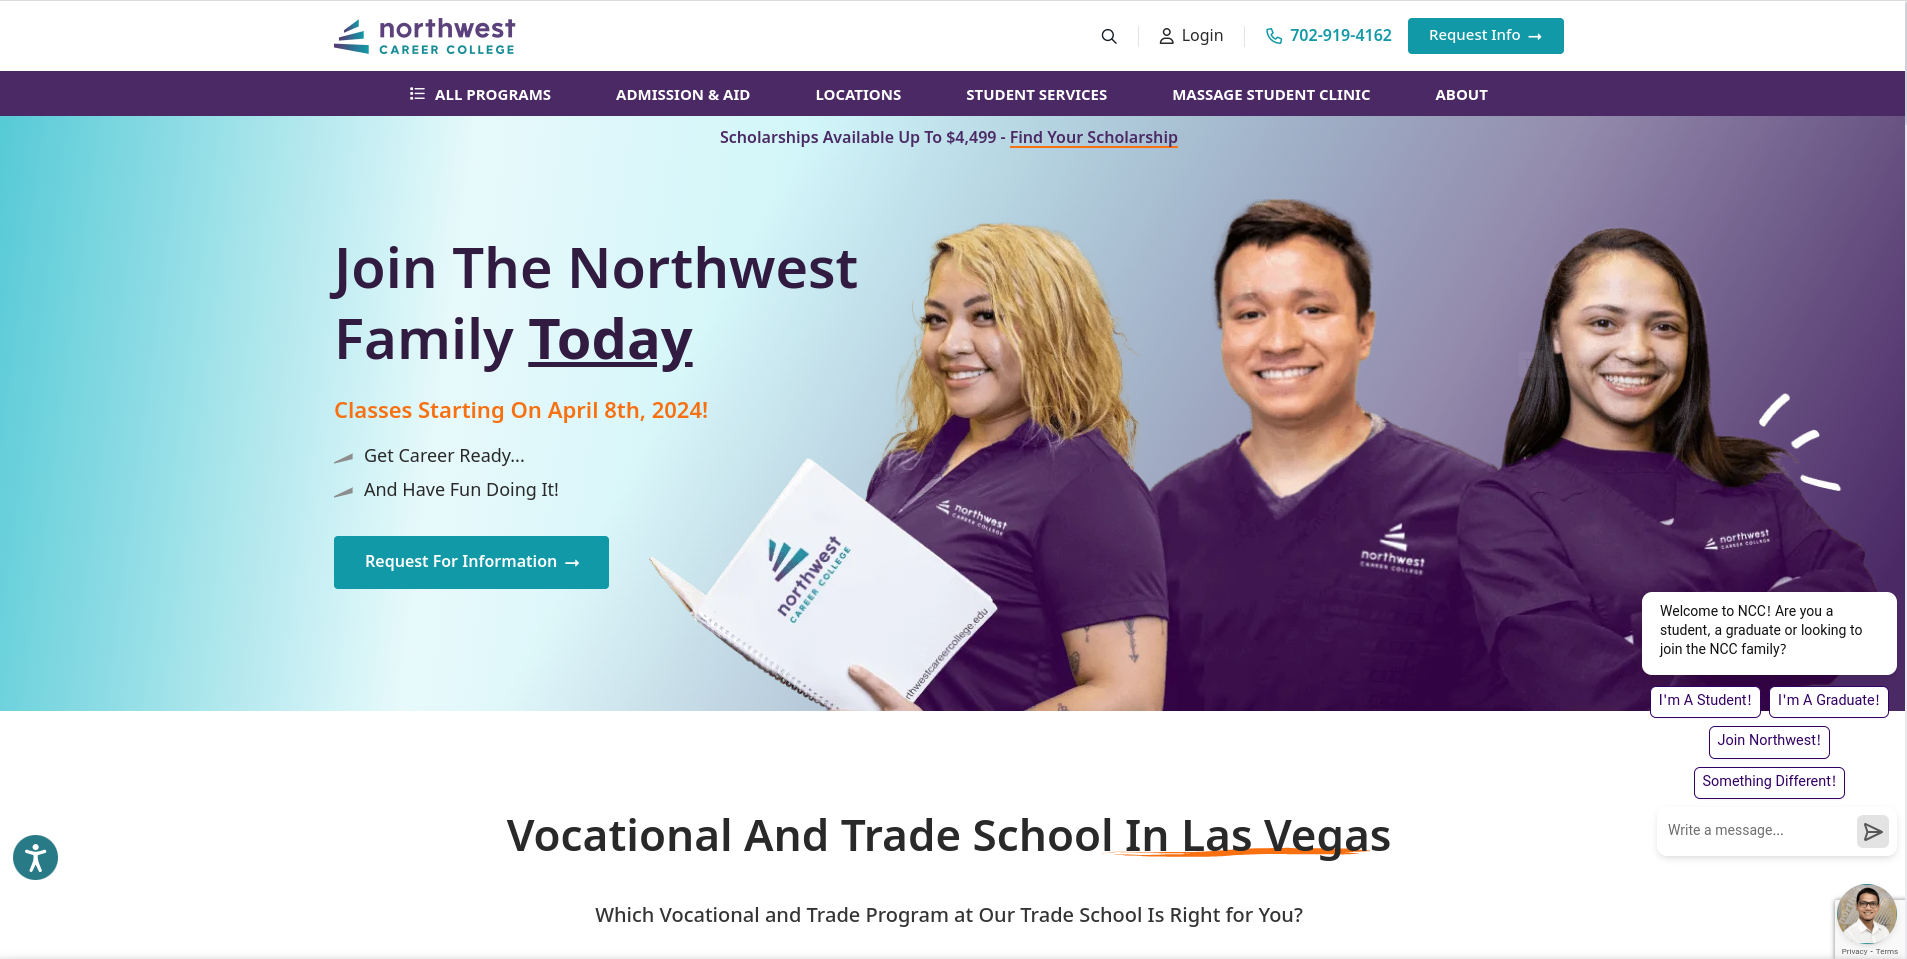 northwest
CAREER COLLEGE
Login
702-919-4162
Request Info
ALL PROGRAMS
ADMISSION & AID
LOCATIONS
STUDENT SERVICES
MASSAGE STUDENT CLINIC
ABOUT
Scholarships Available Up To $4,499 - Find Your Scholarship
Join The Northwest
Family Today
Classes Starting On April 8th, 2024!
Get Career Ready...
And Have Fun Doing It!
Request For Information
northwest
CAREER COLLEGE
rthwestcareercollege.edu
northwest
CAREER COLLEGE
northwest
CAREER COLLEGE
northwest
CAREER COLLEGE
Welcome to NCC! Are you a
student, a graduate or looking to
join the NCC family?
I'm A Student!
I'm A Graduate!
Join Northwest!
Something Different!
Write a message...
Vocational And Trade School In Las Vegas
Which Vocational and Trade Program at Our Trade School Is Right for You?
Privacy - Terms